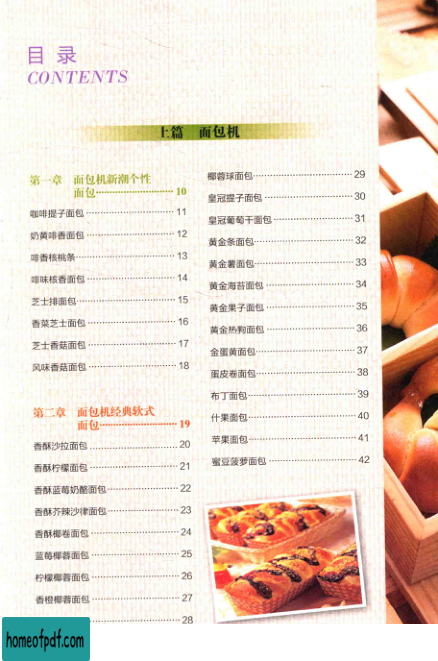 目 录
CONTENTS
上篇 面包机
第一章 面包机新潮个性
面包 10
咖啡提子面包 11
奶黄啡香面包 12
啡香核桃条 13
啡味核香面包 14
芝士排面包 15
香菜芝士面包 16
芝士香菇面包 17
风味香菇面包 18
第二章 面包机经典软式
面包 19
香酥沙拉面包 20
香酥柠檬面包 21
香酥蓝莓奶酪面包 22
香酥芥辣沙律面包 23
香酥椰卷面包 24
蓝莓椰蓉面包 25
柠檬椰蓉面包 26
香橙椰蓉面包 27
28
椰蓉球面包 29
皇冠提子面包 30
皇冠葡萄干面包 31
黄金条面包 32
黄金薯面包 33
黄金海苔面包 34
黄金果子面包 35
黄金热狗面包 36
金蛋黄面包 37
蛋皮卷面包 38
布丁面包 39
什果面包 40
苹果面包 41
蜜豆菠萝面包 42
homeofpdf.com